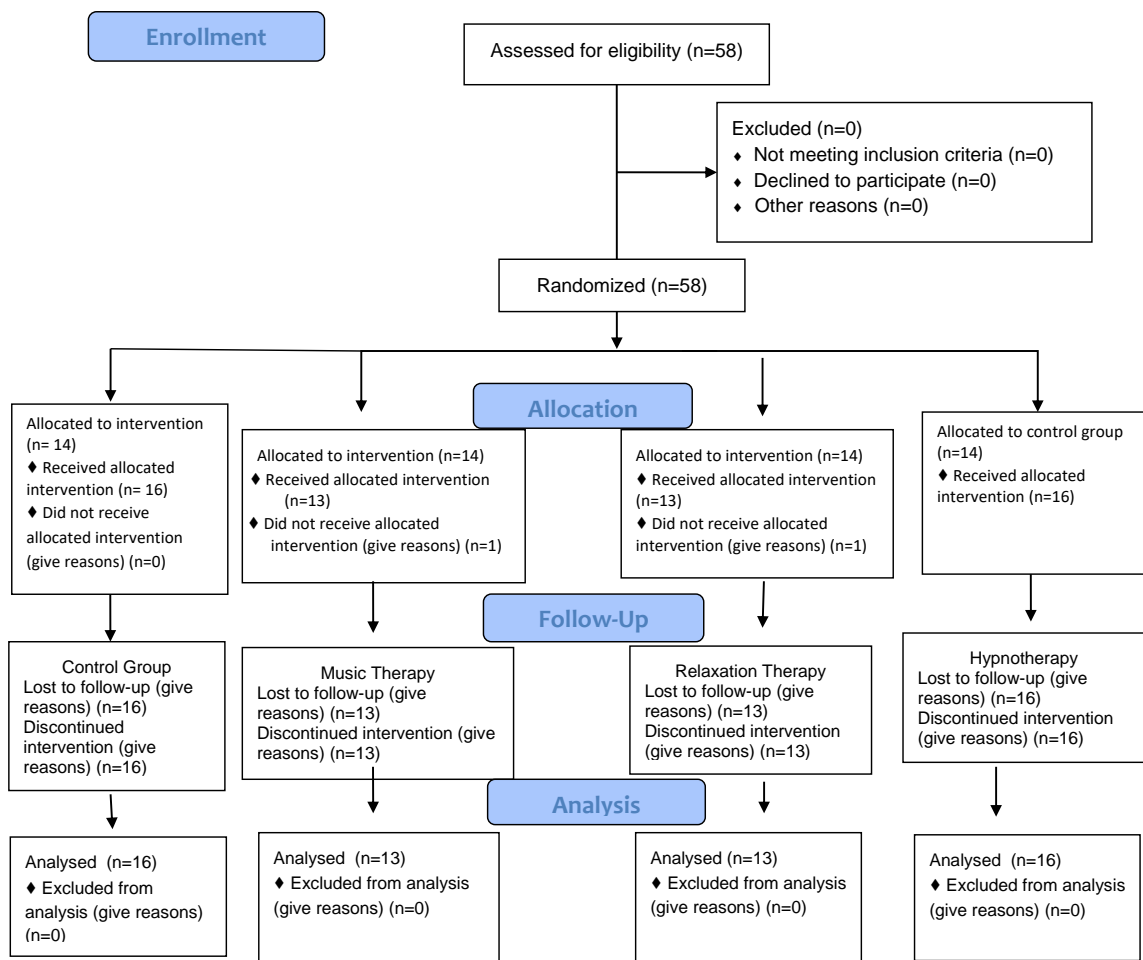 Enrollment
Assessed for eligibility (n=58)
Excluded (n=0)
♦ Not meeting inclusion criteria (n=0)
♦ Declined to participate (n=0)
♦ Other reasons (n=0)
Randomized (n=58)
Allocation
Allocated to intervention
(n= 14)
♦ Received allocated
intervention (n= 16)
♦ Did not receive
allocated intervention
(give reasons) (n=0)
Allocated to intervention (n=14)
♦ Received allocated intervention
(n=13)
♦ Did not receive allocated
intervention (give reasons) (n=1)
Allocated to intervention (n=14)
♦ Received allocated intervention
(n=13)
♦ Did not receive allocated
intervention (give reasons) (n=1)
Allocated to control group
(n=14)
♦ Received allocated
intervention (n=16)
Follow-Up
Control Group
Lost to follow-up (give
reasons) (n=16)
Discontinued
intervention (give
reasons) (n=16)
Music Therapy
Lost to follow-up (give
reasons) (n=13)
Discontinued intervention (give
reasons) (n=13)
Relaxation Therapy
Lost to follow-up (give
reasons) (n=13)
Discontinued intervention
(give reasons) (n=13)
Hypnotherapy
Lost to follow-up (give
reasons) (n=16)
Discontinued intervention
(give reasons) (n=16)
Analysis
Analysed (n=16)
♦ Excluded from
analysis (give reasons)
(n=0)
Analysed (n=13)
♦ Excluded from analysis
(give reasons) (n=0)
Analysed (n=13)
♦ Excluded from analysis
(give reasons) (n=0)
Analysed (n=16)
♦ Excluded from analysis
(give reasons) (n=0)